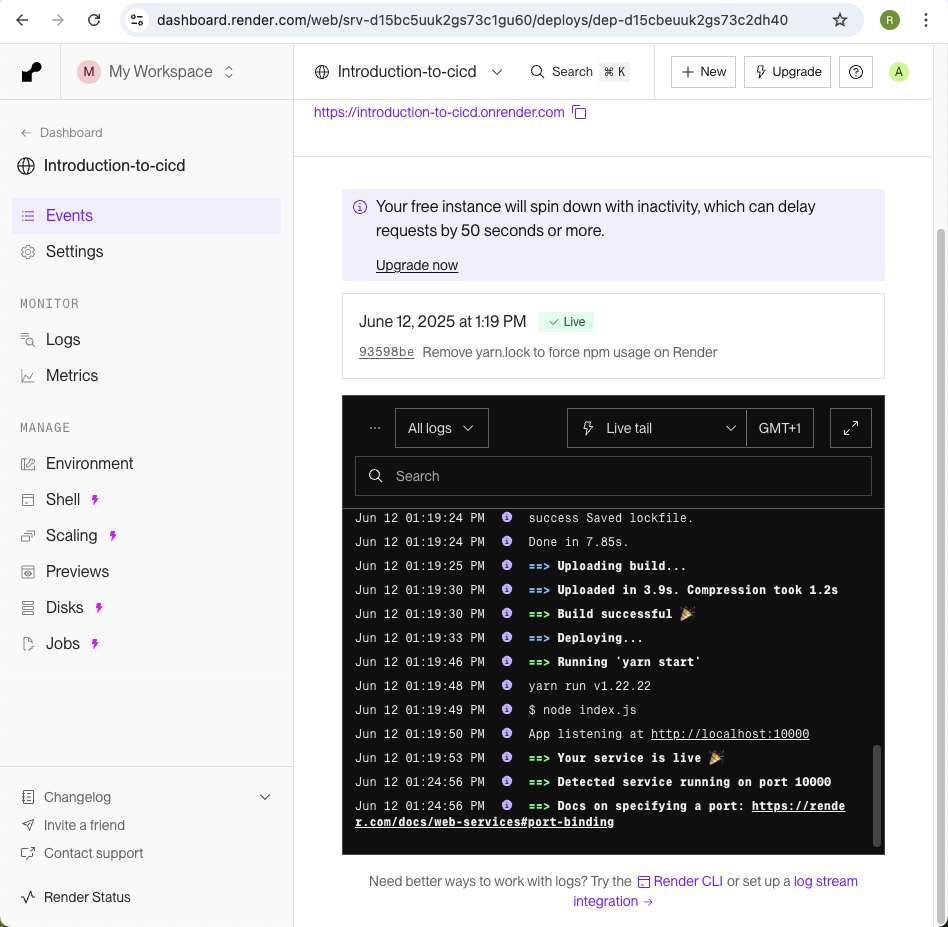 dashboard.render.com/web/srv-d15bc5uuk2gs73c1gu60/deploys/dep-d15cbeuuk2gs73c2dh40
R
M My Workspace
Introduction-to-cicd
Search ⌘ K
+ New
Upgrade
A
https://introduction-to-cicd.onrender.com
← Dashboard
Introduction-to-cicd
Events
Settings
MONITOR
Logs
Metrics
MANAGE
Environment
Shell
Scaling
Previews
Disks
Jobs
Changelog
Invite a friend
Contact support
Render Status
Your free instance will spin down with inactivity, which can delay
requests by 50 seconds or more.
Upgrade now
June 12, 2025 at 1:19 PM ✓ Live
93598be Remove yarn.lock to force npm usage on Render
... All logs Live tail GMT+1
Search
Jun 12 01:19:24 PM success Saved lockfile.
Jun 12 01:19:24 PM Done in 7.85s.
Jun 12 01:19:25 PM ==> Uploading build...
Jun 12 01:19:30 PM ==> Uploaded in 3.9s. Compression took 1.2s
Jun 12 01:19:30 PM ==> Build successful 🎉
Jun 12 01:19:33 PM ==> Deploying...
Jun 12 01:19:46 PM ==> Running 'yarn start'
Jun 12 01:19:48 PM yarn run v1.22.22
Jun 12 01:19:49 PM $ node index.js
Jun 12 01:19:50 PM App listening at http://localhost:10000
Jun 12 01:19:53 PM ==> Your service is live 🎉
Jun 12 01:24:56 PM ==> Detected service running on port 10000
Jun 12 01:24:56 PM ==> Docs on specifying a port: https://rende
r.com/docs/web-services#port-binding
Need better ways to work with logs? Try the Render CLI or set up a log stream
integration →